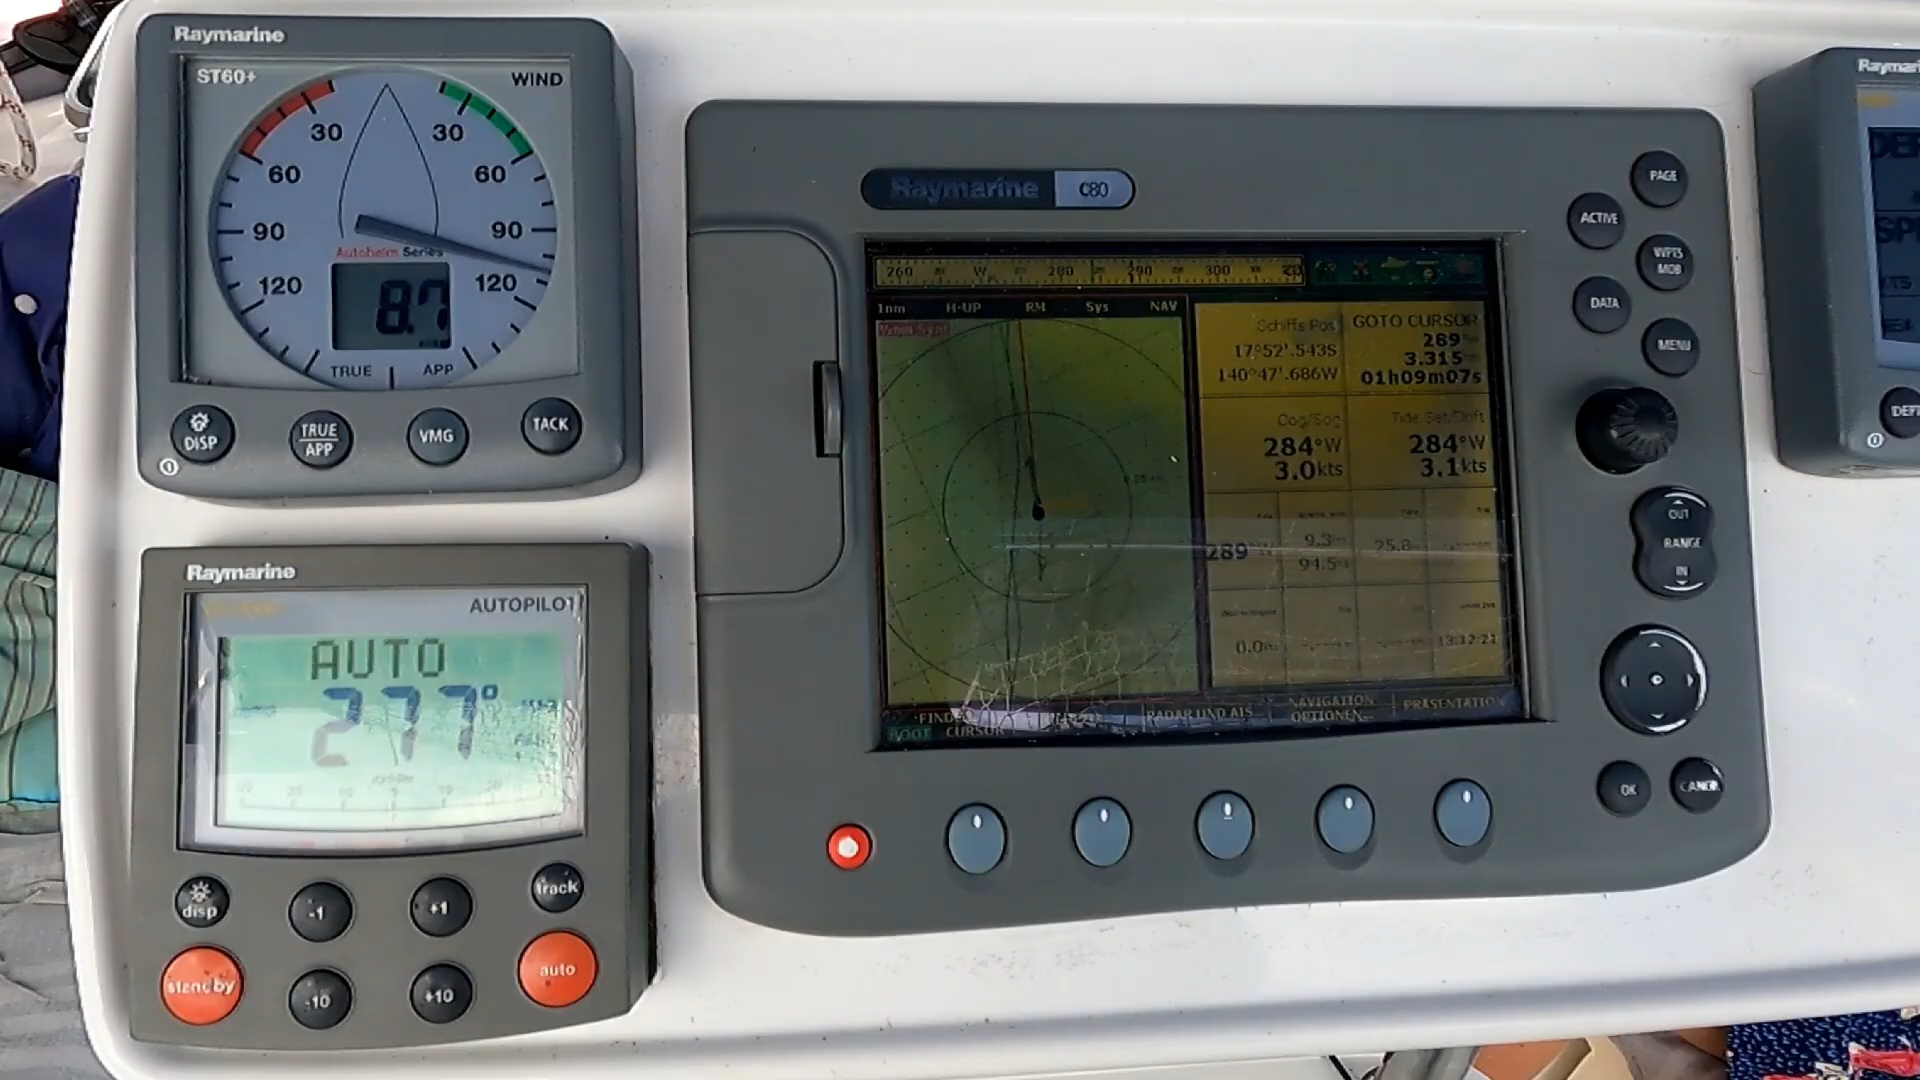 Raymarine
ST60+
WIND
30
30
60
60
90
90
Autohelm Series
120
120
8.7
TRUE
APP
DISP
TRUE
APP
VMG
TACK
Raymarine
AUTOPILOT
AUTO
277°
disp
-1
+1
track
standby
-10
+10
auto
Raymarine C80
260
W
280
290
300
1nm
H-UP
RM
Sys
NAV
Schiffs Pos
17°52'.543S
140°47'.686W
GOTO CURSOR
289°
3.315
01h09m07s
Cog/Sog
284°W
3.0kts
Tide Set/Drift
284°W
3.1kts
289°W
9.3
94.5
25.8
0.0
13:12:21
CURSOR
RADAR UND AIS
NAVIGATION
OPTIONEN...
PRÄSENTATION
BOOT
PAGE
ACTIVE
WPTS
MOB
DATA
MENU
OUT
RANGE
IN
OK
CANCEL